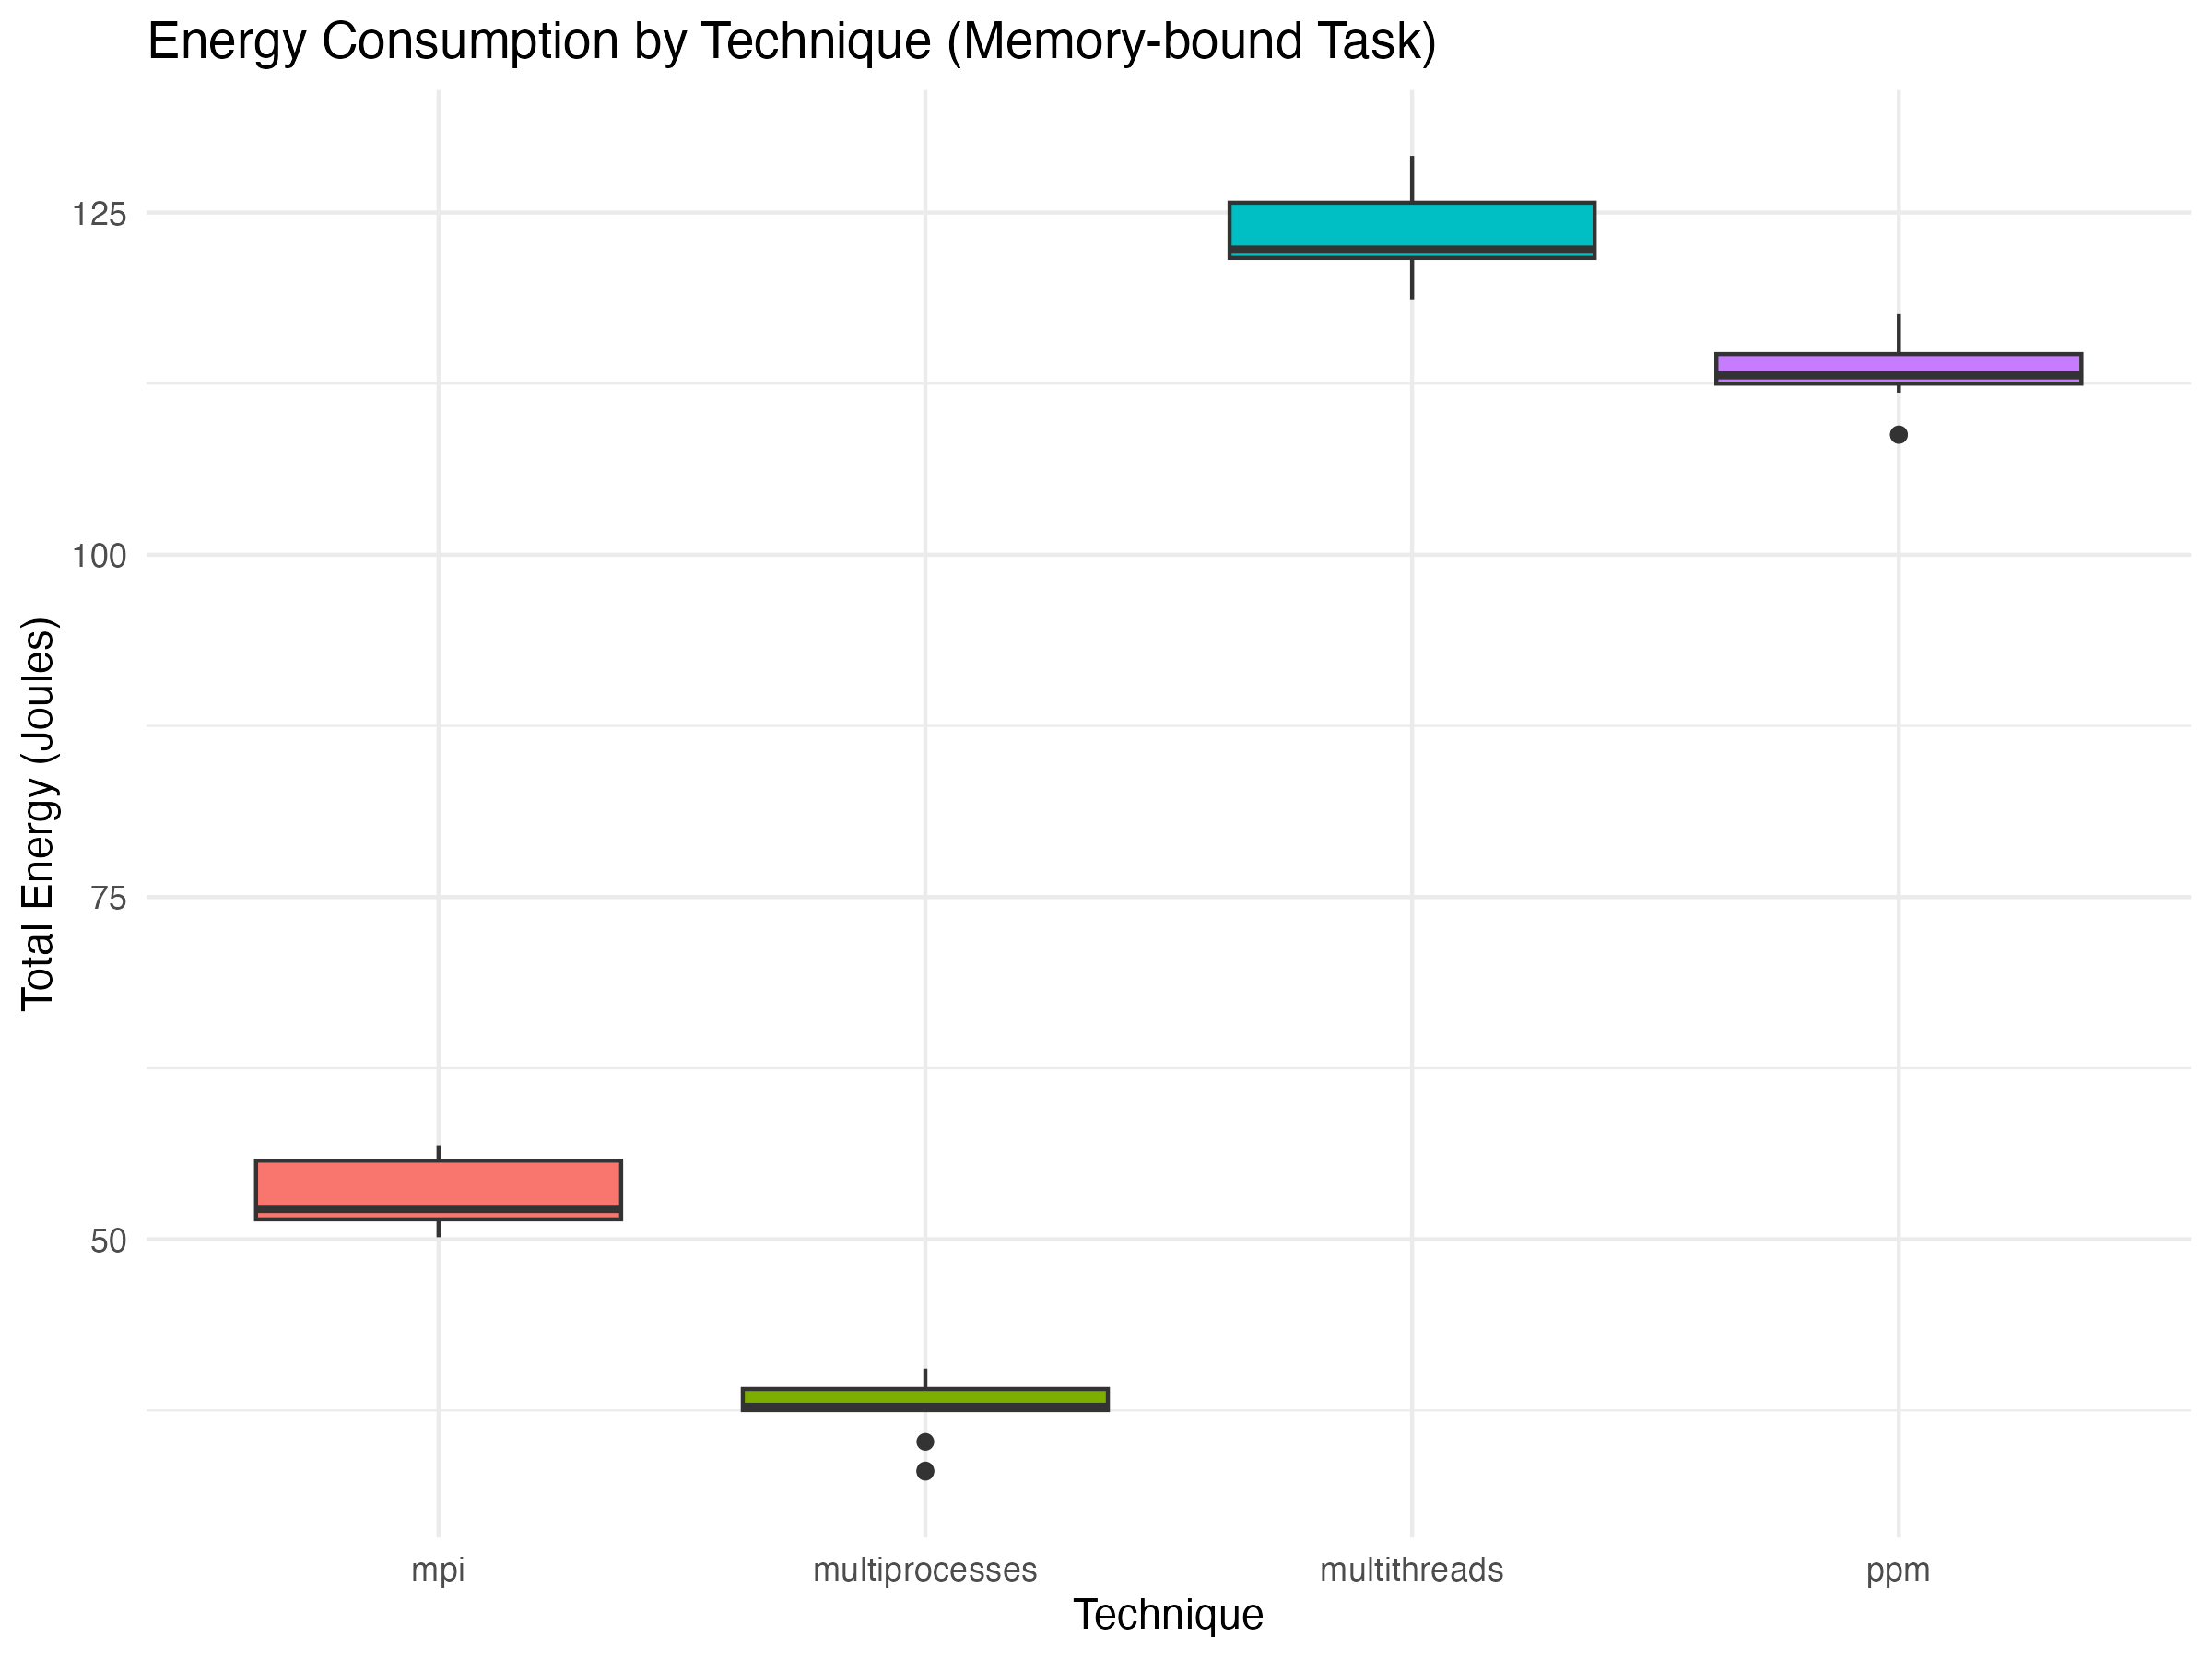 Energy Consumption by Technique (Memory-bound Task)
Total Energy (Joules)
125
100
75
50
mpi
multiprocesses
multithreads
ppm
Technique